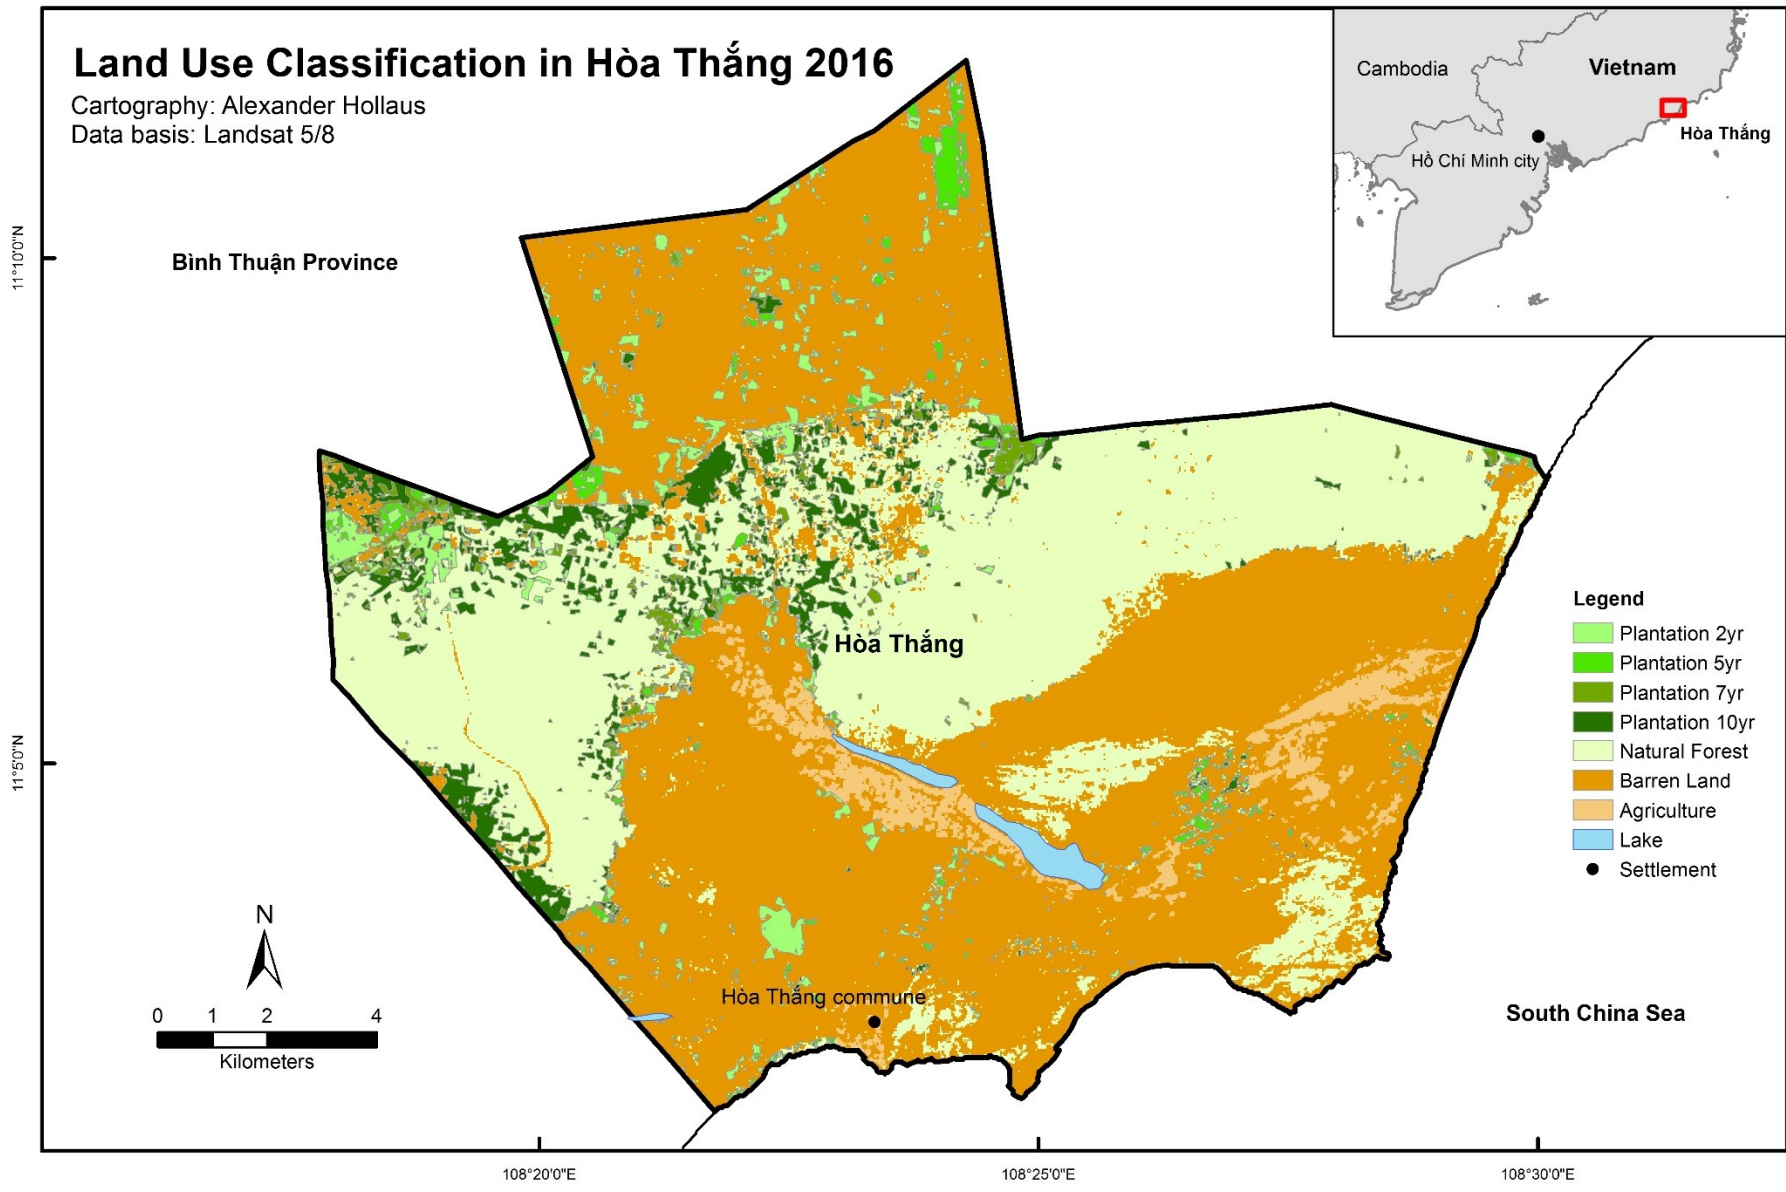 Land Use Classification in Hòa Thắng 2016
Cartography: Alexander Hollaus
Data basis: Landsat 5/8
Cambodia
Vietnam
Hòa Thắng
Hồ Chí Minh city
11°10'0"N
Bình Thuận Province
Hòa Thắng
Legend
Plantation 2yr
Plantation 5yr
Plantation 7yr
Plantation 10yr
Natural Forest
Barren Land
Agriculture
Lake
Settlement
11°5'0"N
N
0 1 2 4
Kilometers
Hòa Thắng commune
South China Sea
108°20'0"E 108°25'0"E 108°30'0"E